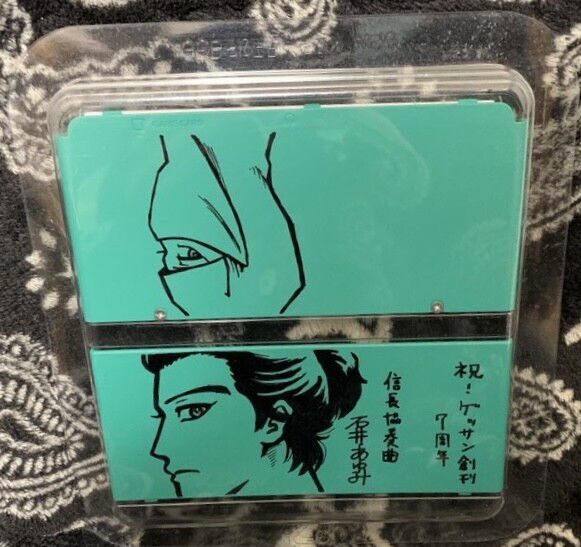 祝！ゲッサン創刊
7周年
信長協奏曲
石井あゆみ